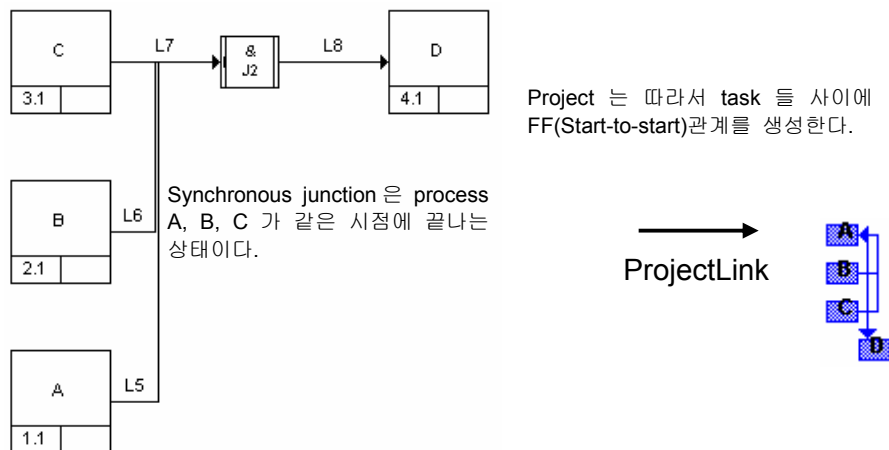 C
L7
&
J2
L8
D
3.1
4.1
Project 는 따라서 task 들 사이에
FF(Start-to-start)관계를 생성한다.
B
L6
2.1
Synchronous junction 은 process
A, B, C 가 같은 시점에 끝나는
상태이다.
ProjectLink
A
B
C
D
A
L5
1.1